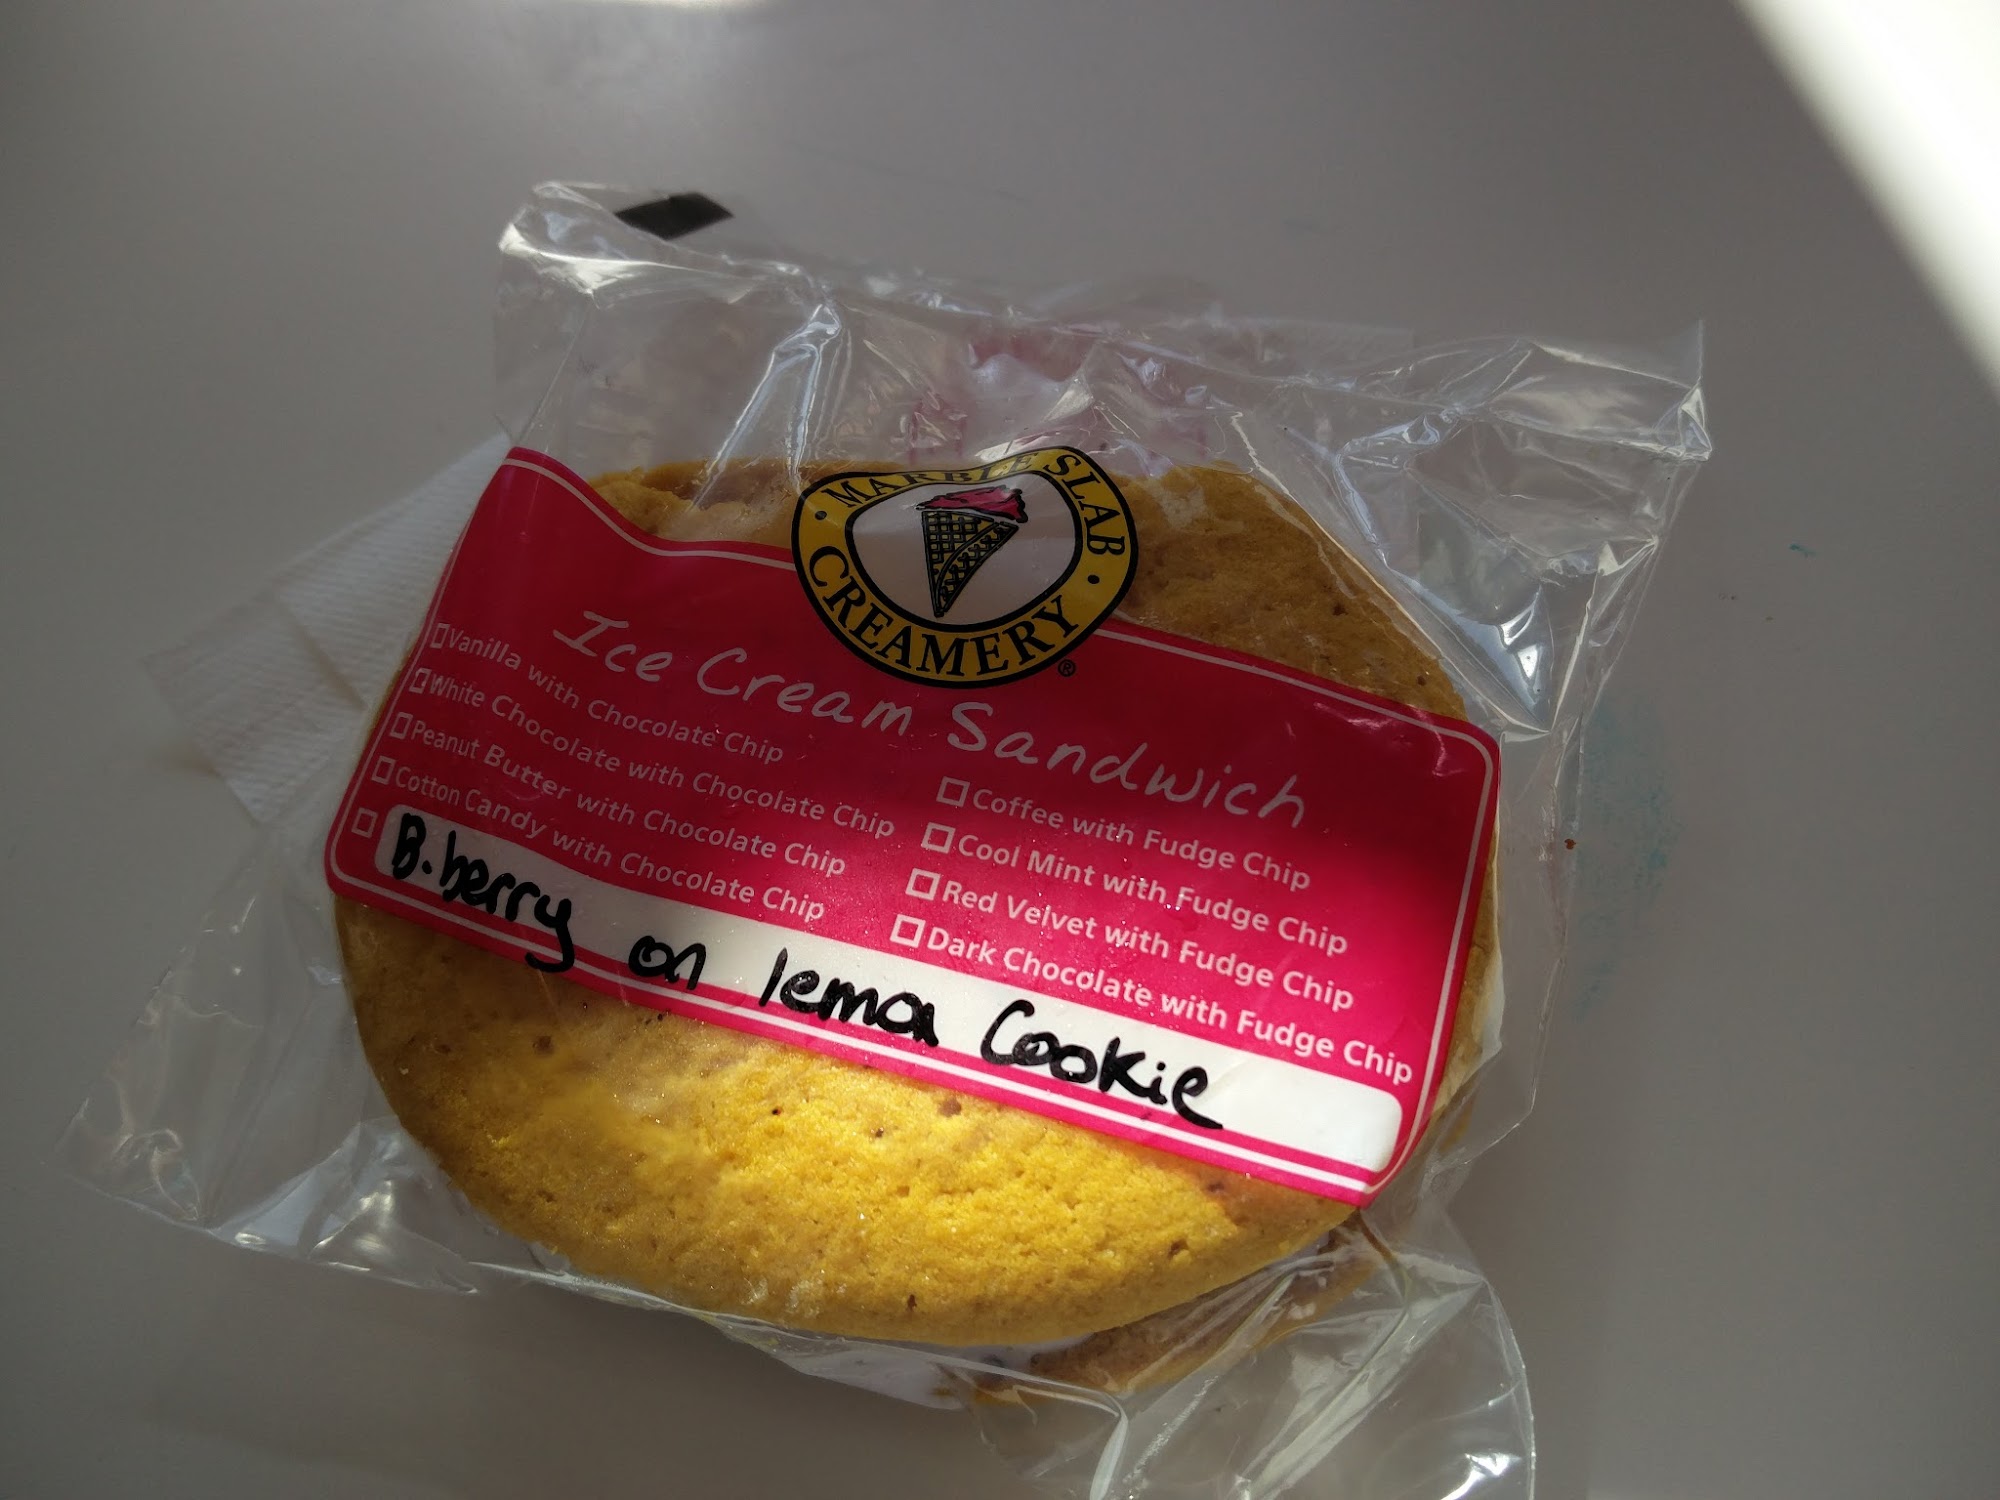 MARBLE SLAB
CREAMERY ®
Ice Cream Sandwich
Vanilla with Chocolate Chip
White Chocolate with Chocolate Chip
Peanut Butter with Chocolate Chip
Cotton Candy with Chocolate Chip
Coffee with Fudge Chip
Cool Mint with Fudge Chip
Red Velvet with Fudge Chip
Dark Chocolate with Fudge Chip
B.berry on lemon Cookie